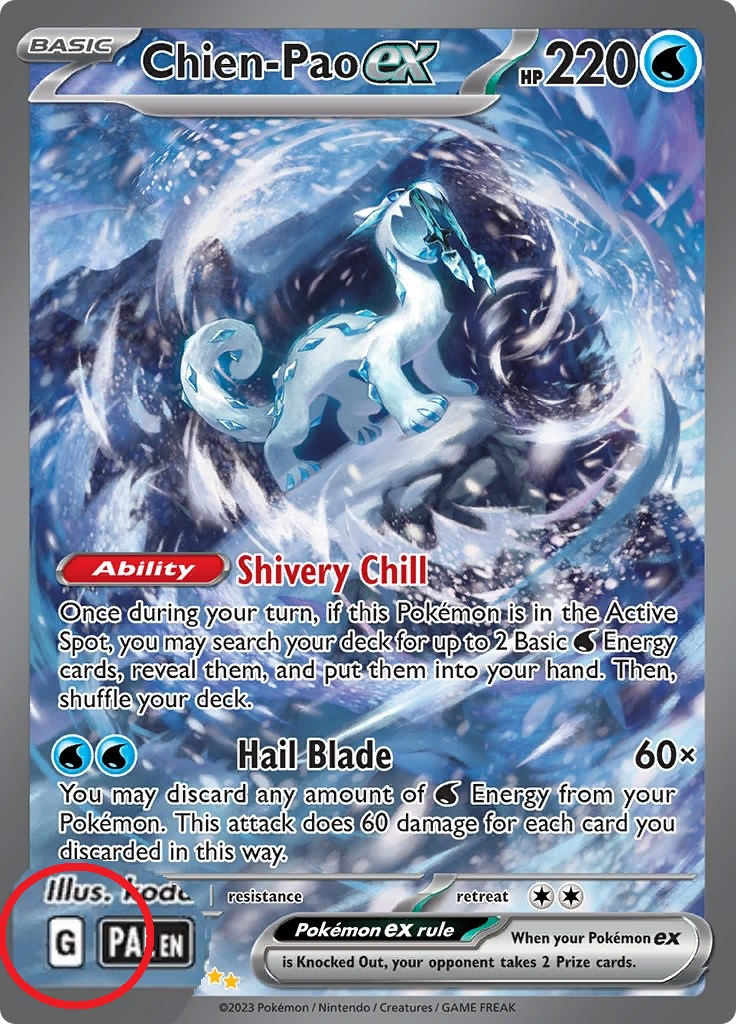 BASIC
Chien-Pao ex HP 220
Ability Shivery Chill
Once during your turn, if this Pokémon is in the Active
Spot, you may search your deck for up to 2 Basic Energy
cards, reveal them, and put them into your hand. Then,
shuffle your deck.
Hail Blade 60×
You may discard any amount of Energy from your
Pokémon. This attack does 60 damage for each card you
discarded in this way.
Illus. resistance retreat
G PA EN
Pokémon ex rule When your Pokémon ex
is Knocked Out, your opponent takes 2 Prize cards.
©2023 Pokémon / Nintendo / Creatures / GAME FREAK